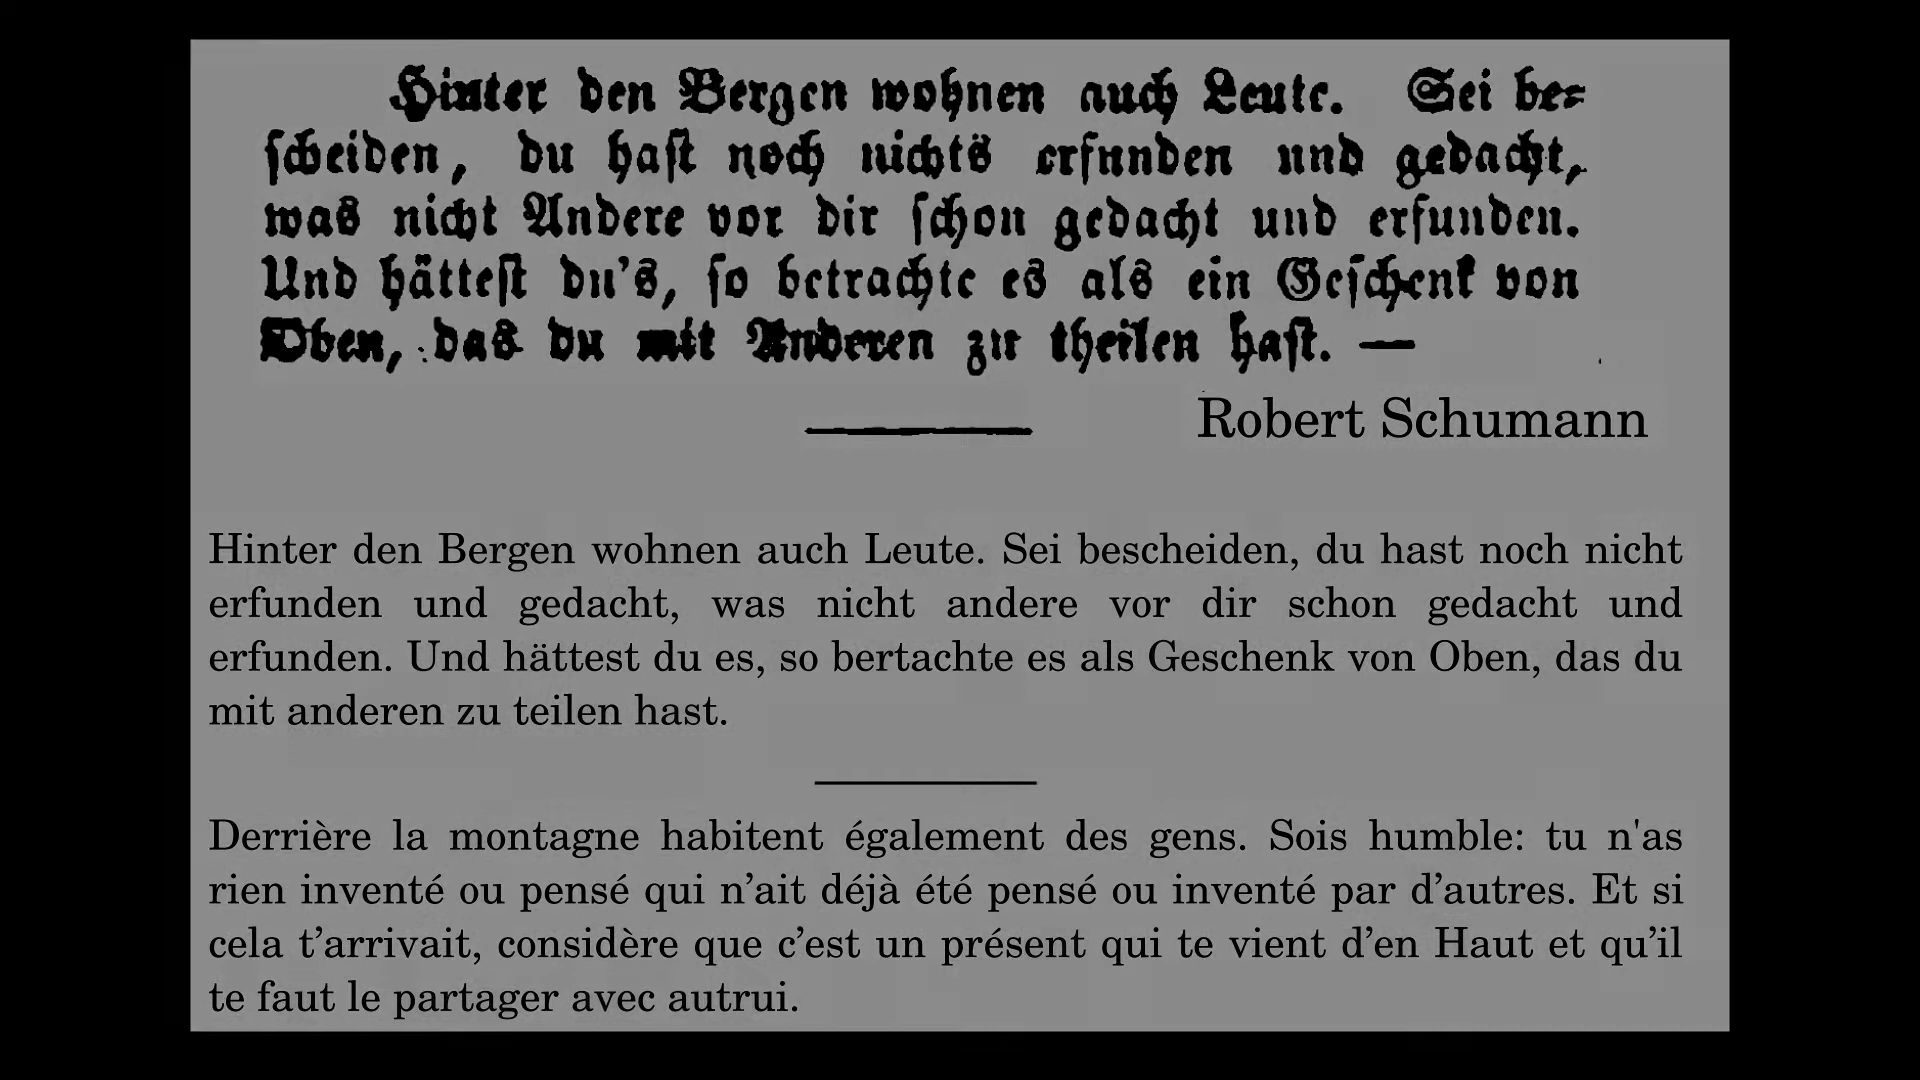 Hinter den Bergen wohnen auch Leute. Sei be-
scheiden, du hast noch nichts erfunden und gedacht,
was nicht Andere vor dir schon gedacht und erfunden.
Und hättest du's, so betrachte es als ein Geschenk von
Oben, das du mit Anderen zu theilen hast. —
Robert Schumann
Hinter den Bergen wohnen auch Leute. Sei bescheiden, du hast noch nicht
erfunden und gedacht, was nicht andere vor dir schon gedacht und
erfunden. Und hättest du es, so bertachte es als Geschenk von Oben, das du
mit anderen zu teilen hast.
Derrière la montagne habitent également des gens. Sois humble: tu n'as
rien inventé ou pensé qui n’ait déjà été pensé ou inventé par d’autres. Et si
cela t’arrivait, considère que c’est un présent qui te vient d’en Haut et qu’il
te faut le partager avec autrui.